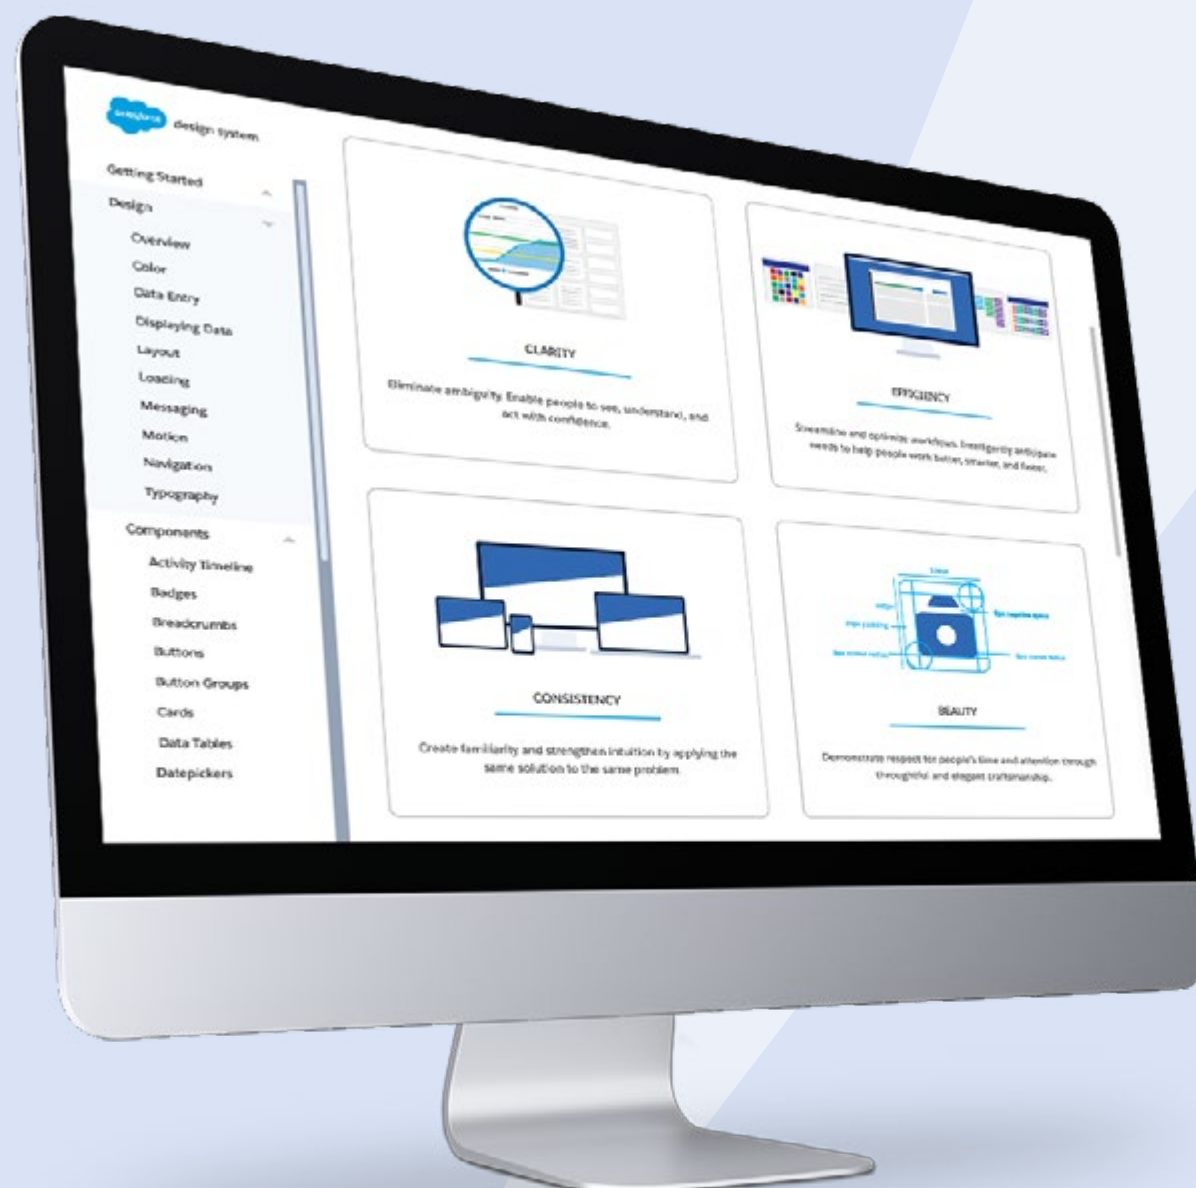 salesforce design system
Getting Started
Design
Overview
Color
Data Entry
Displaying Data
Layout
Loading
Messaging
Motion
Navigation
Typography
Components
Activity Timeline
Badges
Breadcrumbs
Buttons
Button Groups
Cards
Data Tables
Datepickers
CLARITY
Eliminate ambiguity. Enable people to see, understand, and
act with confidence.
EFFICIENCY
Streamline and optimize workflows. Intelligently anticipate
needs to help people work better, smarter, and faster.
CONSISTENCY
Create familiarity and strengthen intuition by applying the
same solution to the same problem.
BEAUTY
Demonstrate respect for people's time and attention through
throughtful and elegant craftsmanship.